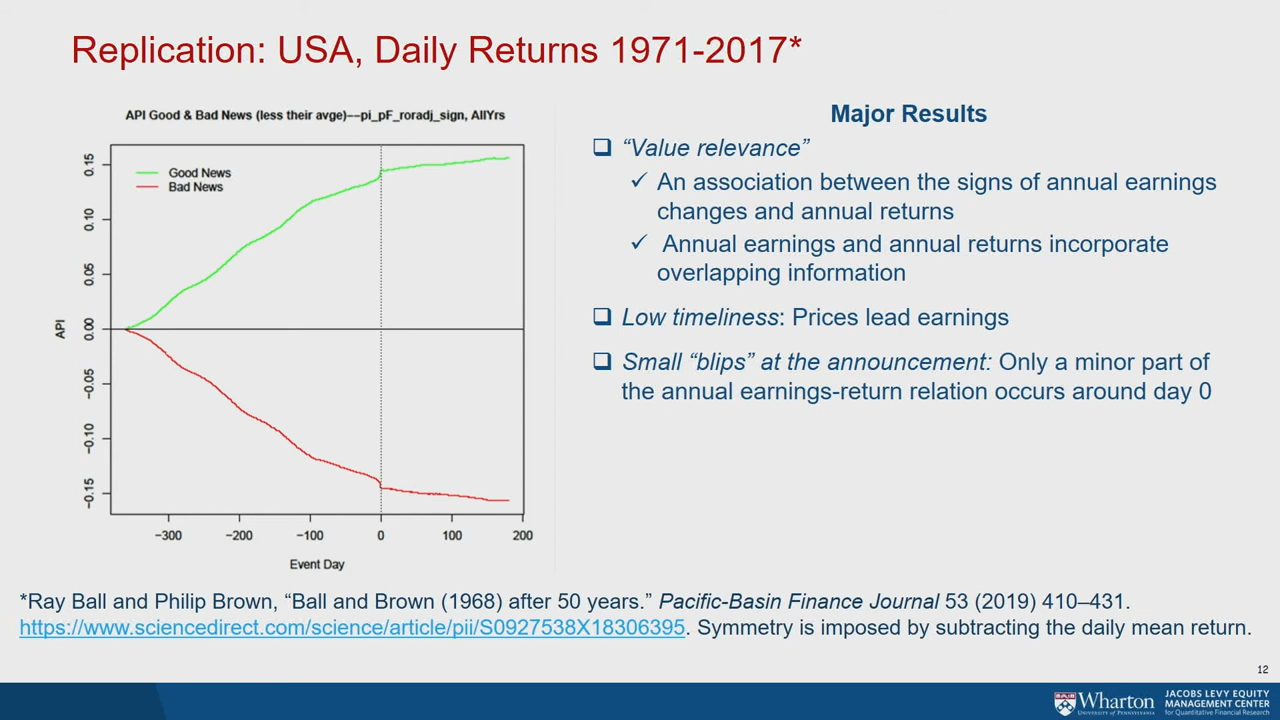 Replication: USA, Daily Returns 1971-2017*
API Good & Bad News (less their avge)---pi_pF_roradj_sign, AllYrs
Good News
Bad News
API
0.15
0.10
0.05
0.00
−0.05
−0.10
−0.15
−300 −200 −100 0 100 200
Event Day
Major Results
❑ “Value relevance”
✓ An association between the signs of annual earnings
changes and annual returns
✓ Annual earnings and annual returns incorporate
overlapping information
❑ Low timeliness: Prices lead earnings
❑ Small “blips” at the announcement: Only a minor part of
the annual earnings-return relation occurs around day 0
*Ray Ball and Philip Brown, “Ball and Brown (1968) after 50 years.” Pacific-Basin Finance Journal 53 (2019) 410–431.
https://www.sciencedirect.com/science/article/pii/S0927538X18306395. Symmetry is imposed by subtracting the daily mean return.
12
Wharton
UNIVERSITY of PENNSYLVANIA
JACOBS LEVY EQUITY
MANAGEMENT CENTER
for Quantitative Financial Research